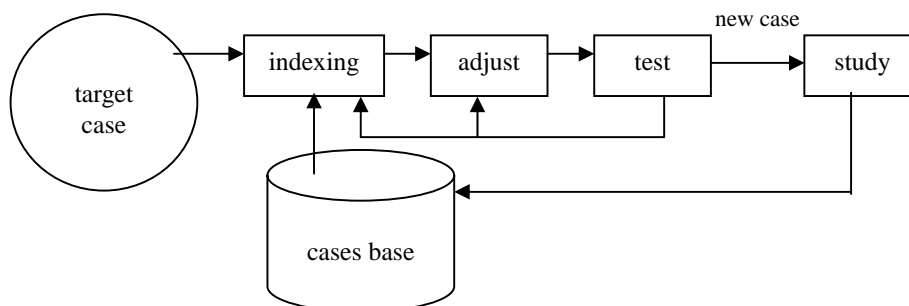 new case
indexing
adjust
test
study
target
case
cases base